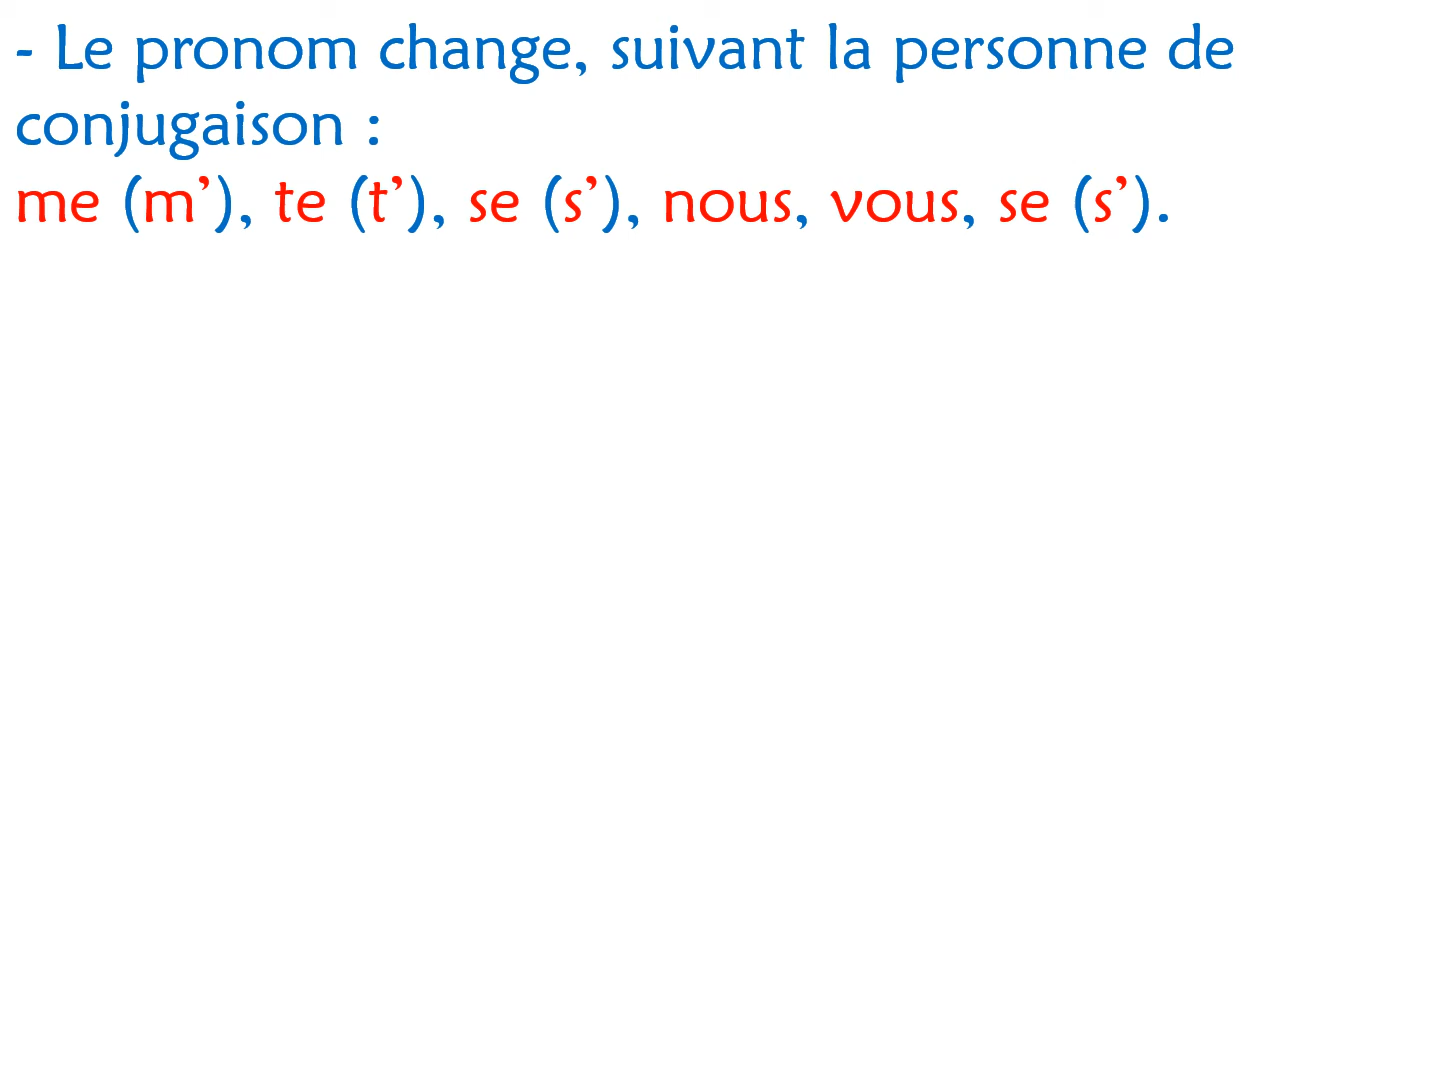 - Le pronom change, suivant la personne de
conjugaison :
me (m’), te (t’), se (s’), nous, vous, se (s’).